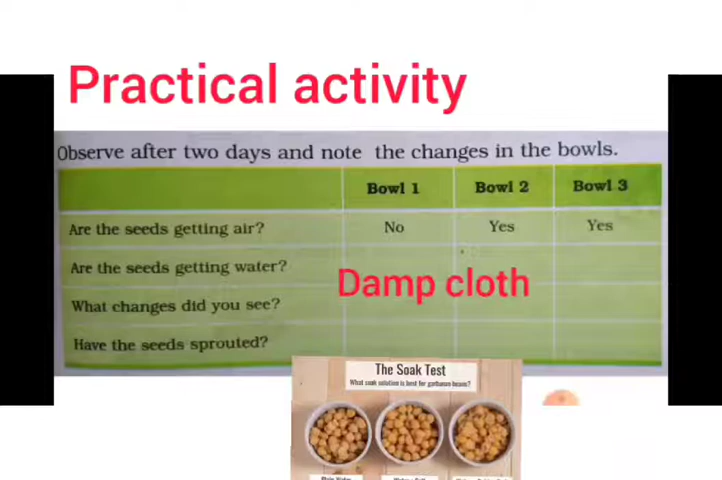 Practical activity
Observe after two days and note the changes in the bowls.
Bowl 1 Bowl 2 Bowl 3
Are the seeds getting air? No Yes Yes
Are the seeds getting water?
Damp cloth
What changes did you see?
Have the seeds sprouted?
The Soak Test
What soak solution is best for garbanzo beans?